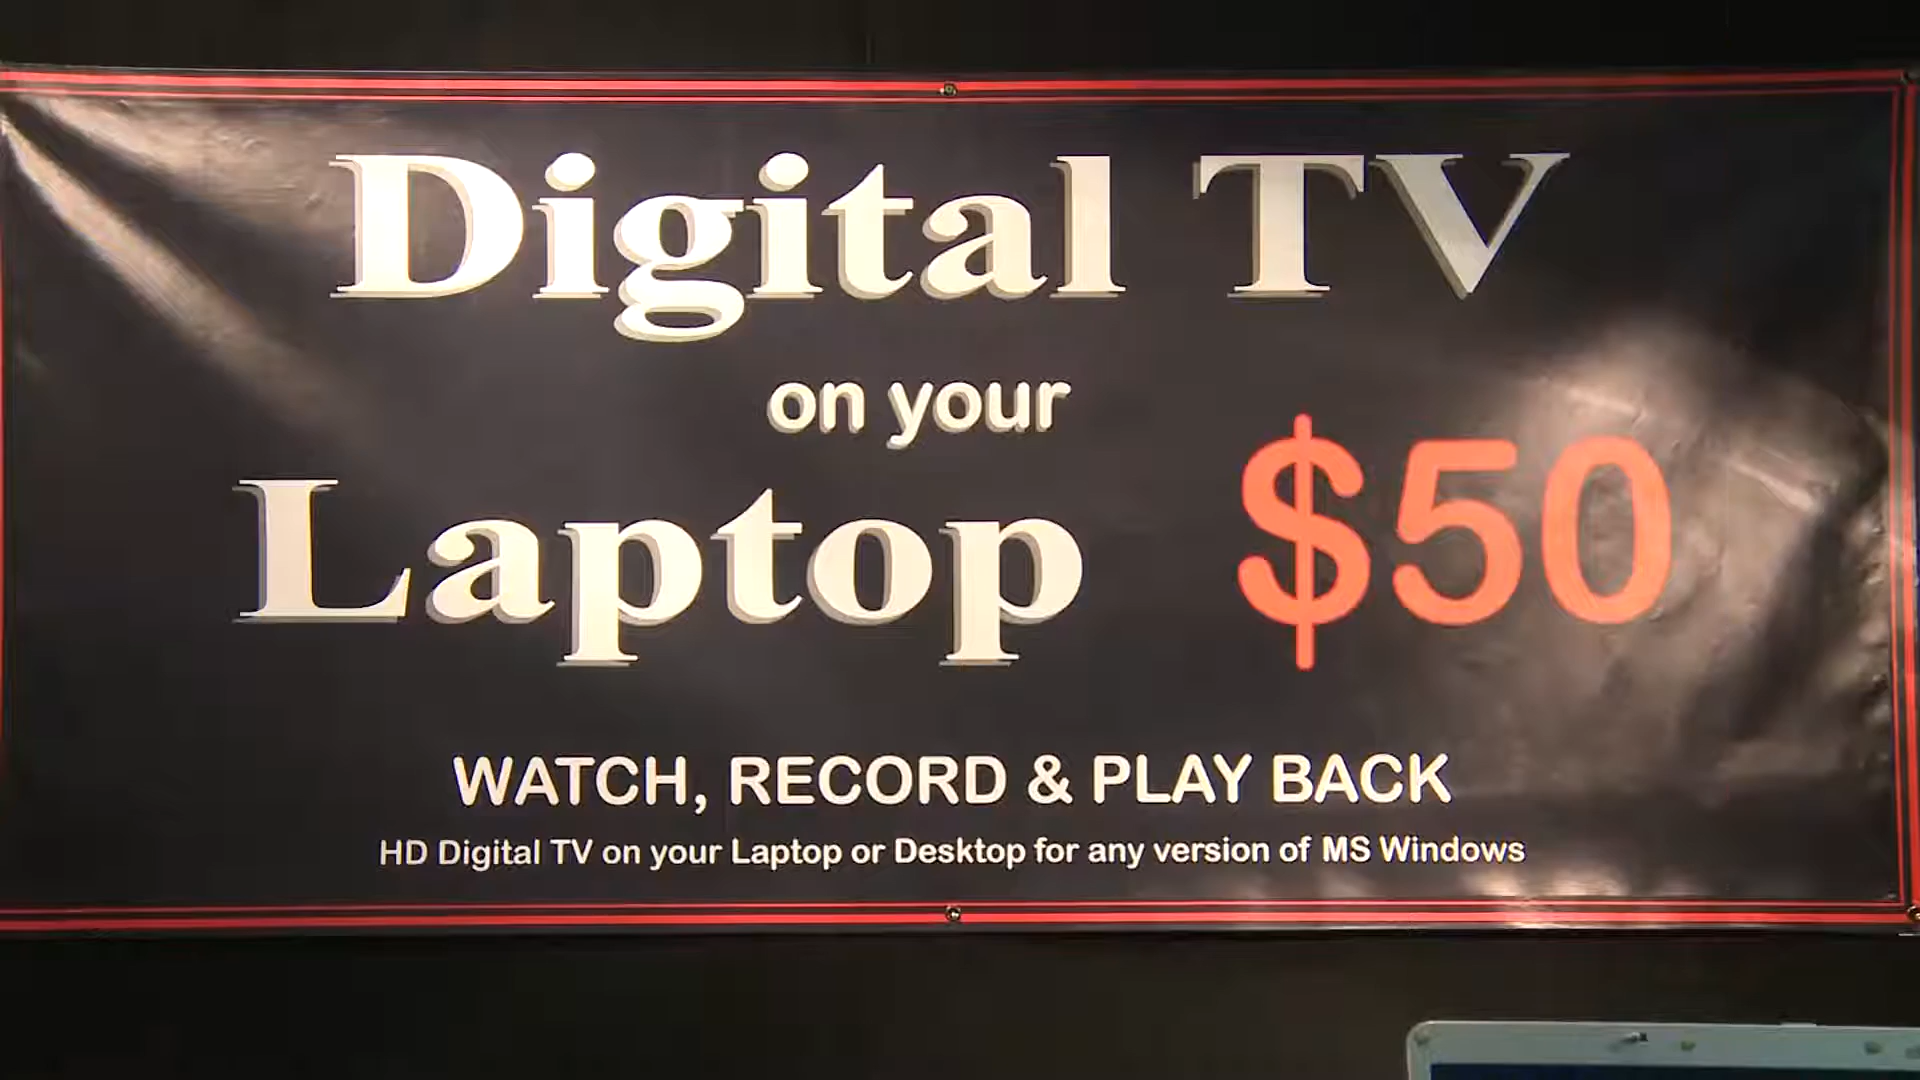 Digital TV
on your
Laptop $50
WATCH, RECORD & PLAY BACK
HD Digital TV on your Laptop or Desktop for any version of MS Windows